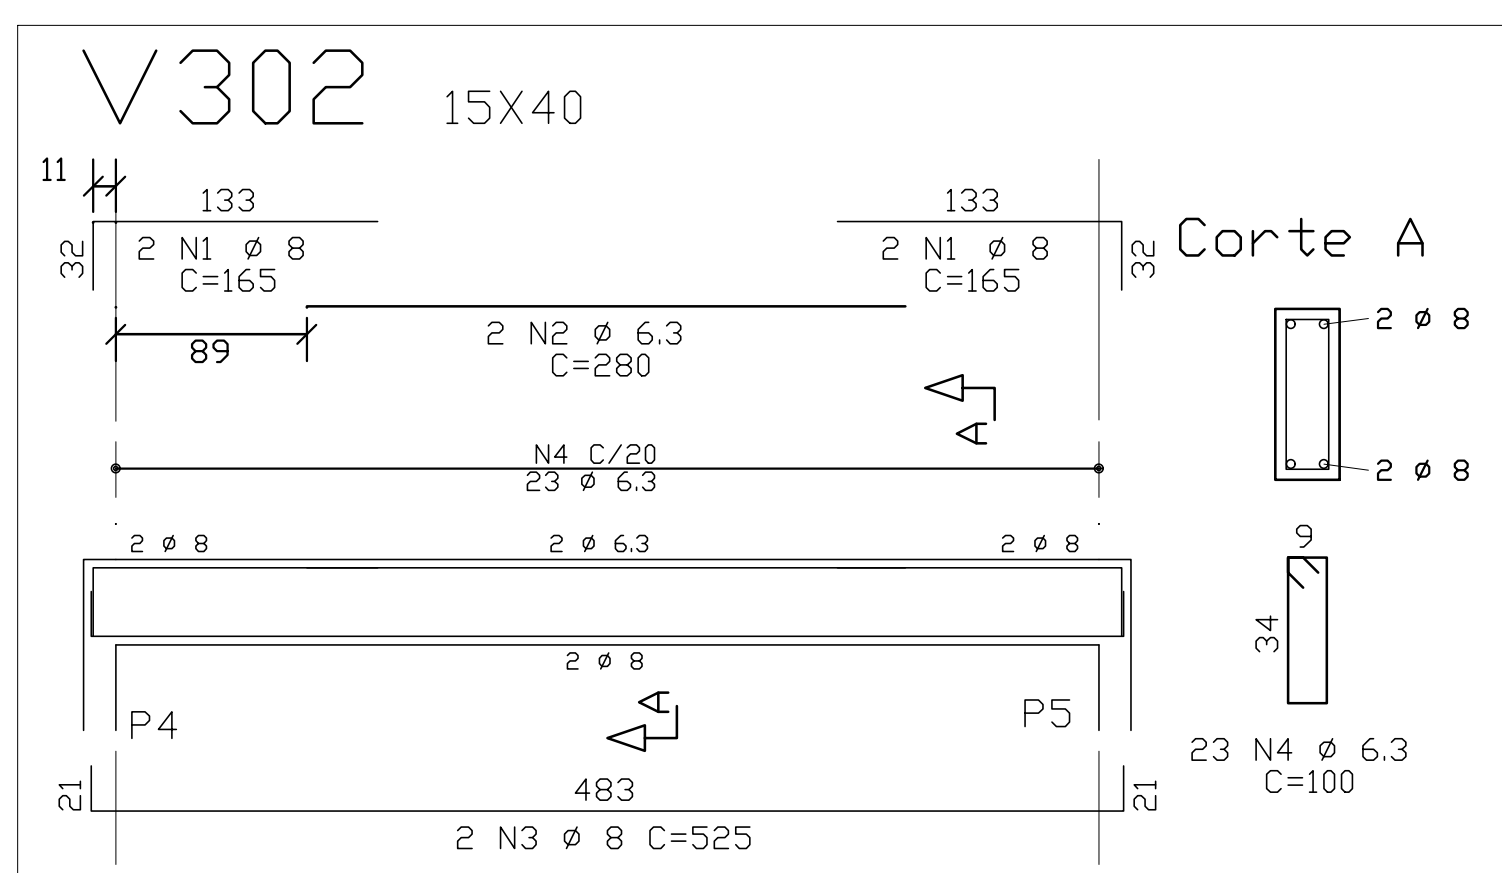 V302 15X40
11
133 133
32 2 N1 ø 8 2 N1 ø 8 32
C=165 C=165
Corte A
2 ø 8
89
2 N2 ø 6.3
C=280
A
N4 C/20
23 ø 6.3
2 ø 8
2 ø 8 2 ø 6.3 2 ø 8
9
34
2 ø 8
A
P4 P5
23 N4 ø 6.3
C=100
21 483 21
2 N3 ø 8 C=525